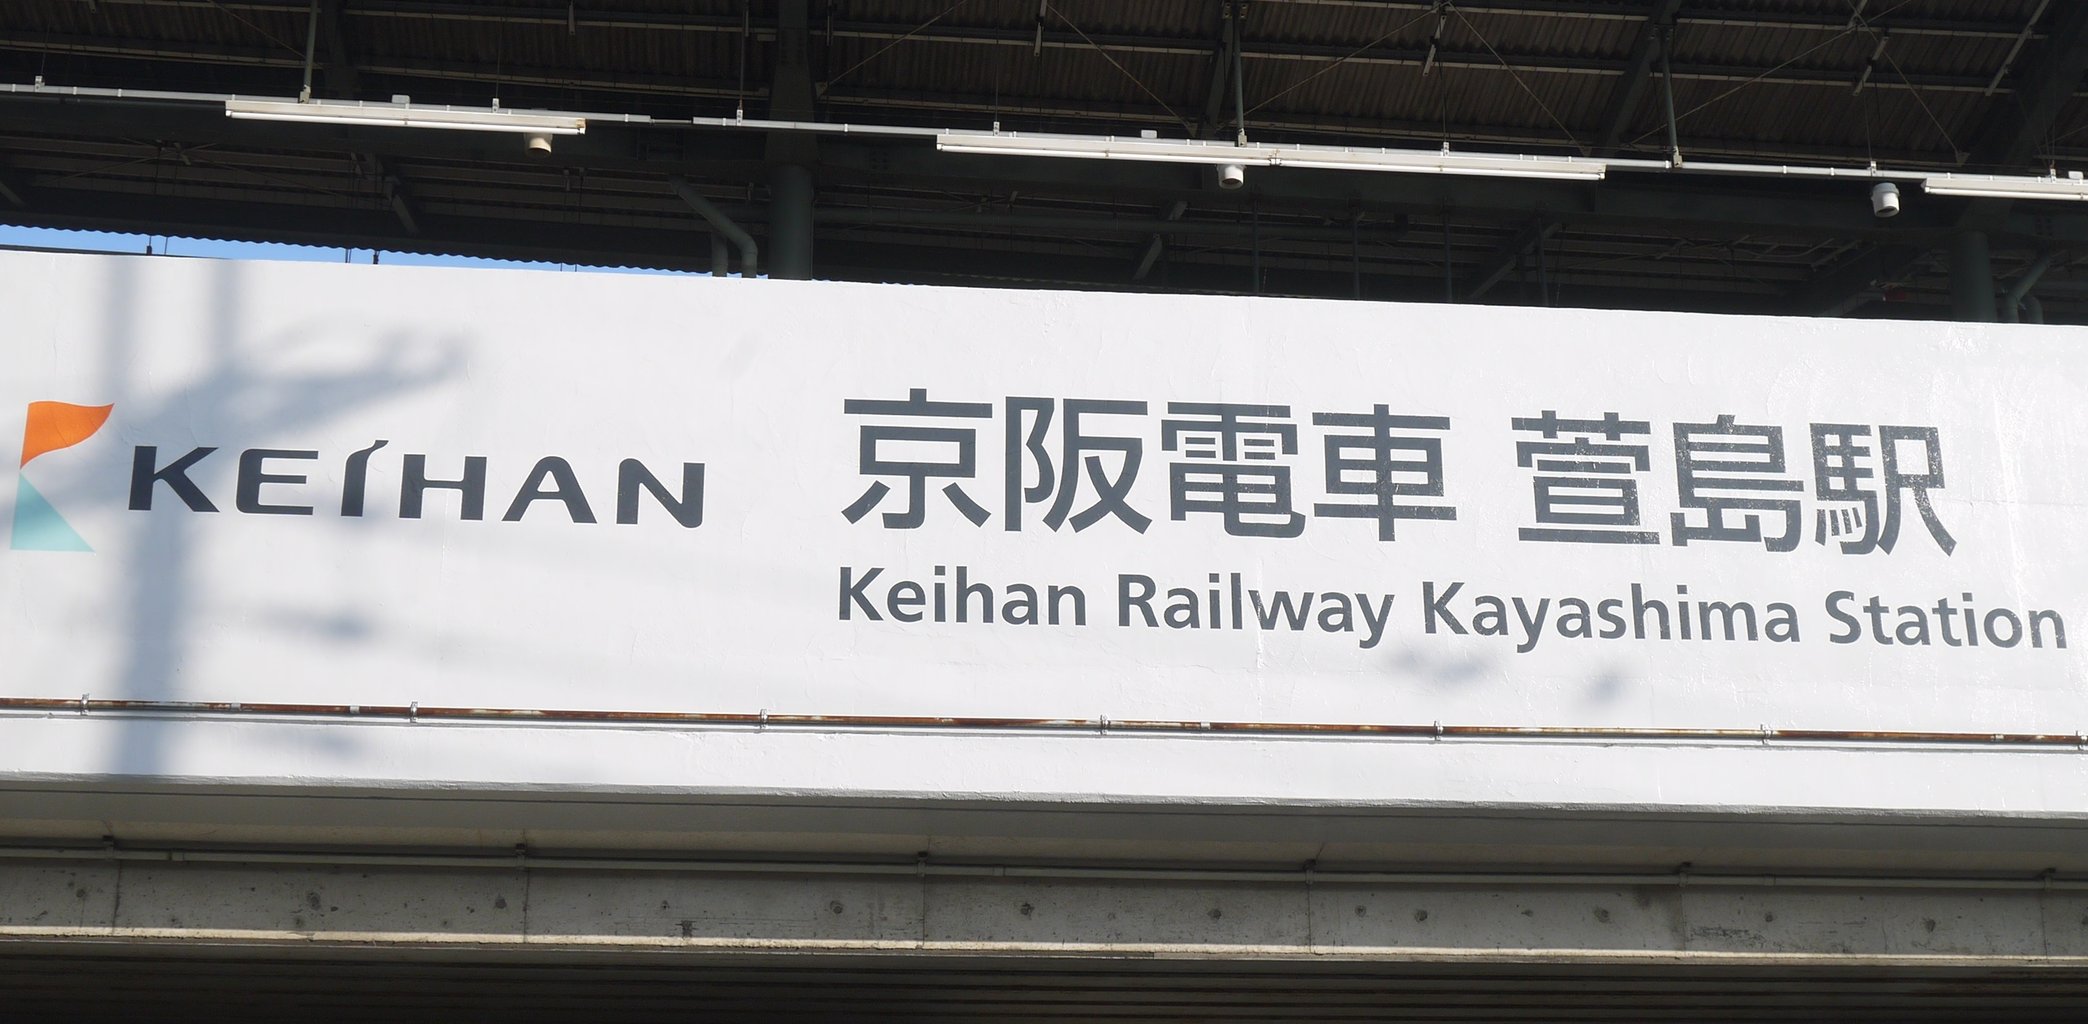 KEIHAN
京阪電車 萱島駅
Keihan Railway Kayashima Station